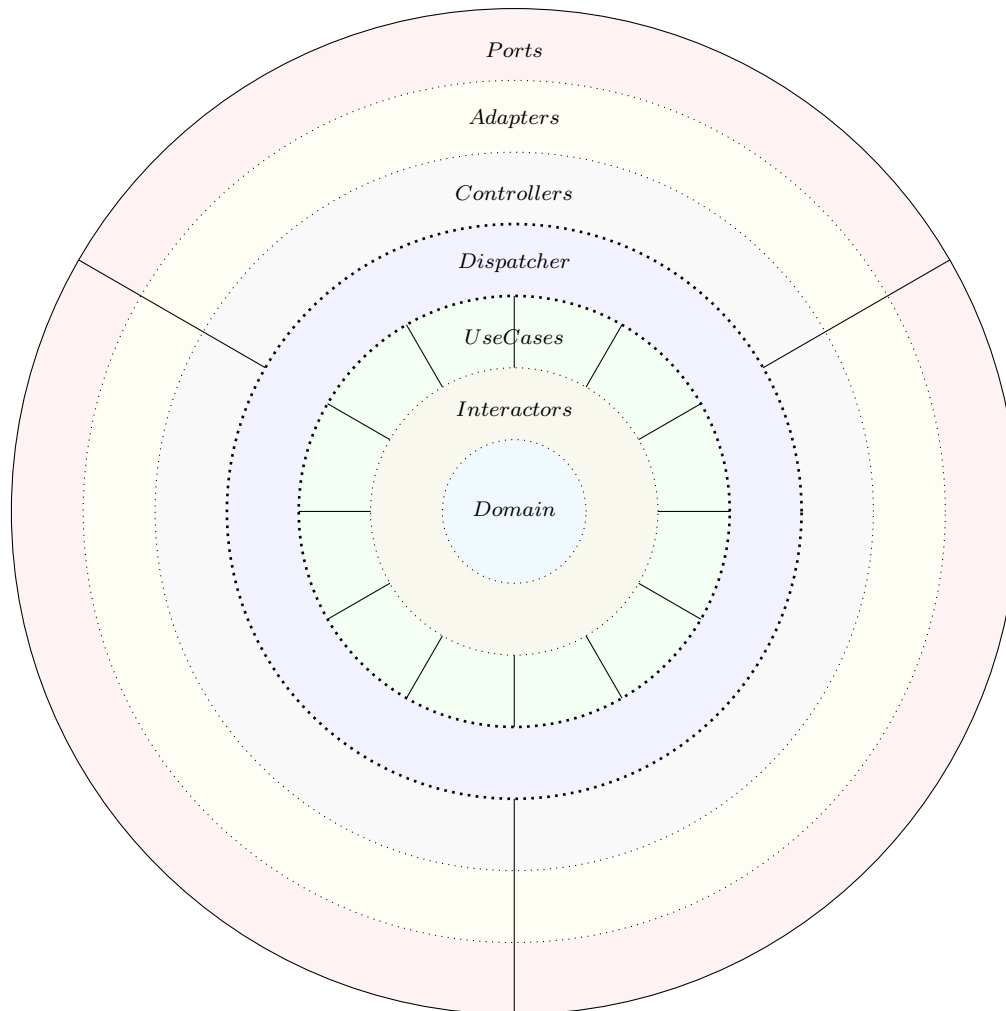 Ports
Adapters
Controllers
Dispatcher
UseCases
Interactors
Domain